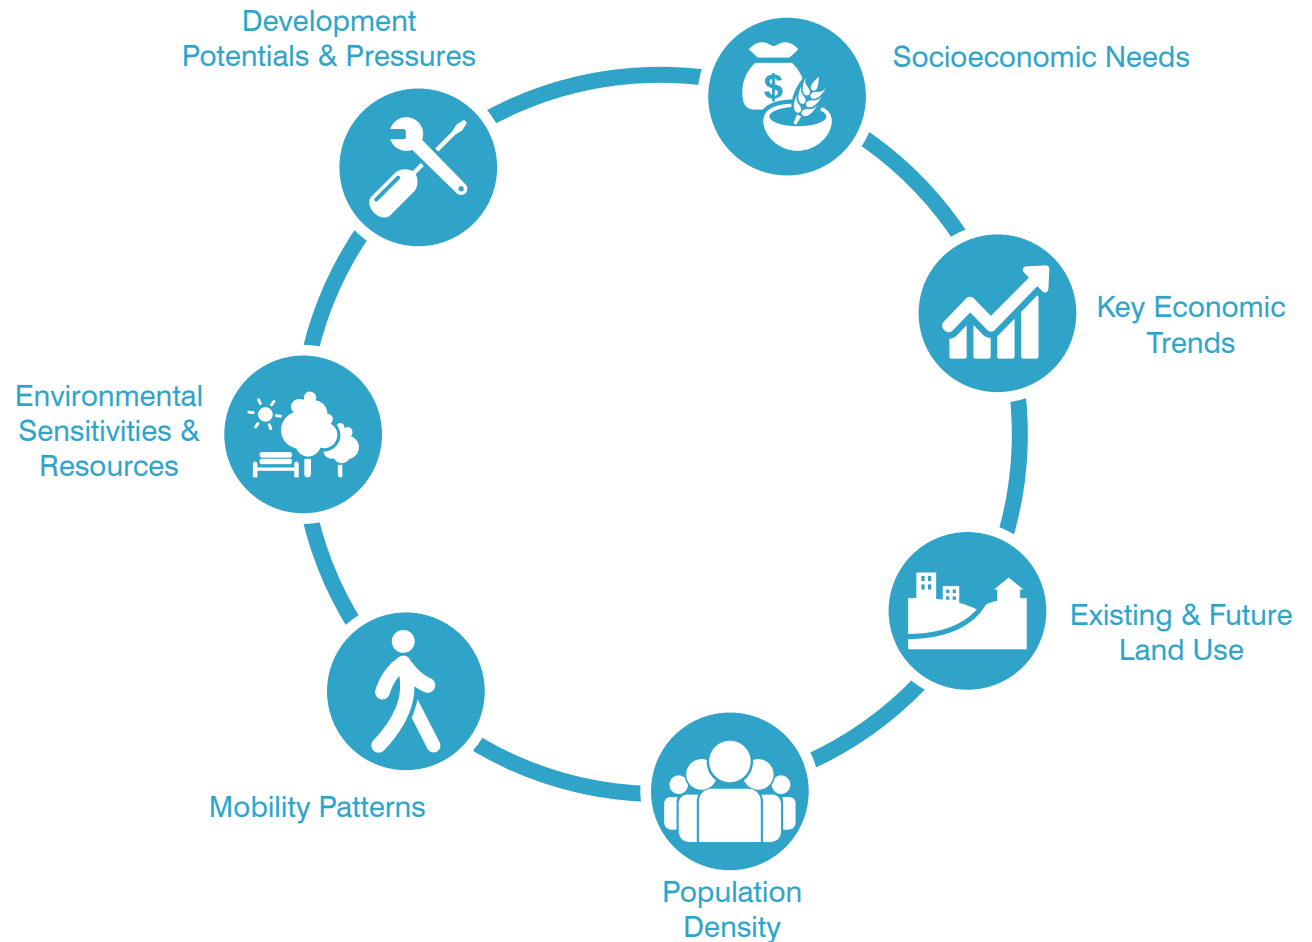 Development
Potentials & Pressures
Socioeconomic Needs
$
Key Economic
Trends
Environmental
Sensitivities &
Resources
Existing & Future
Land Use
Mobility Patterns
Population
Density